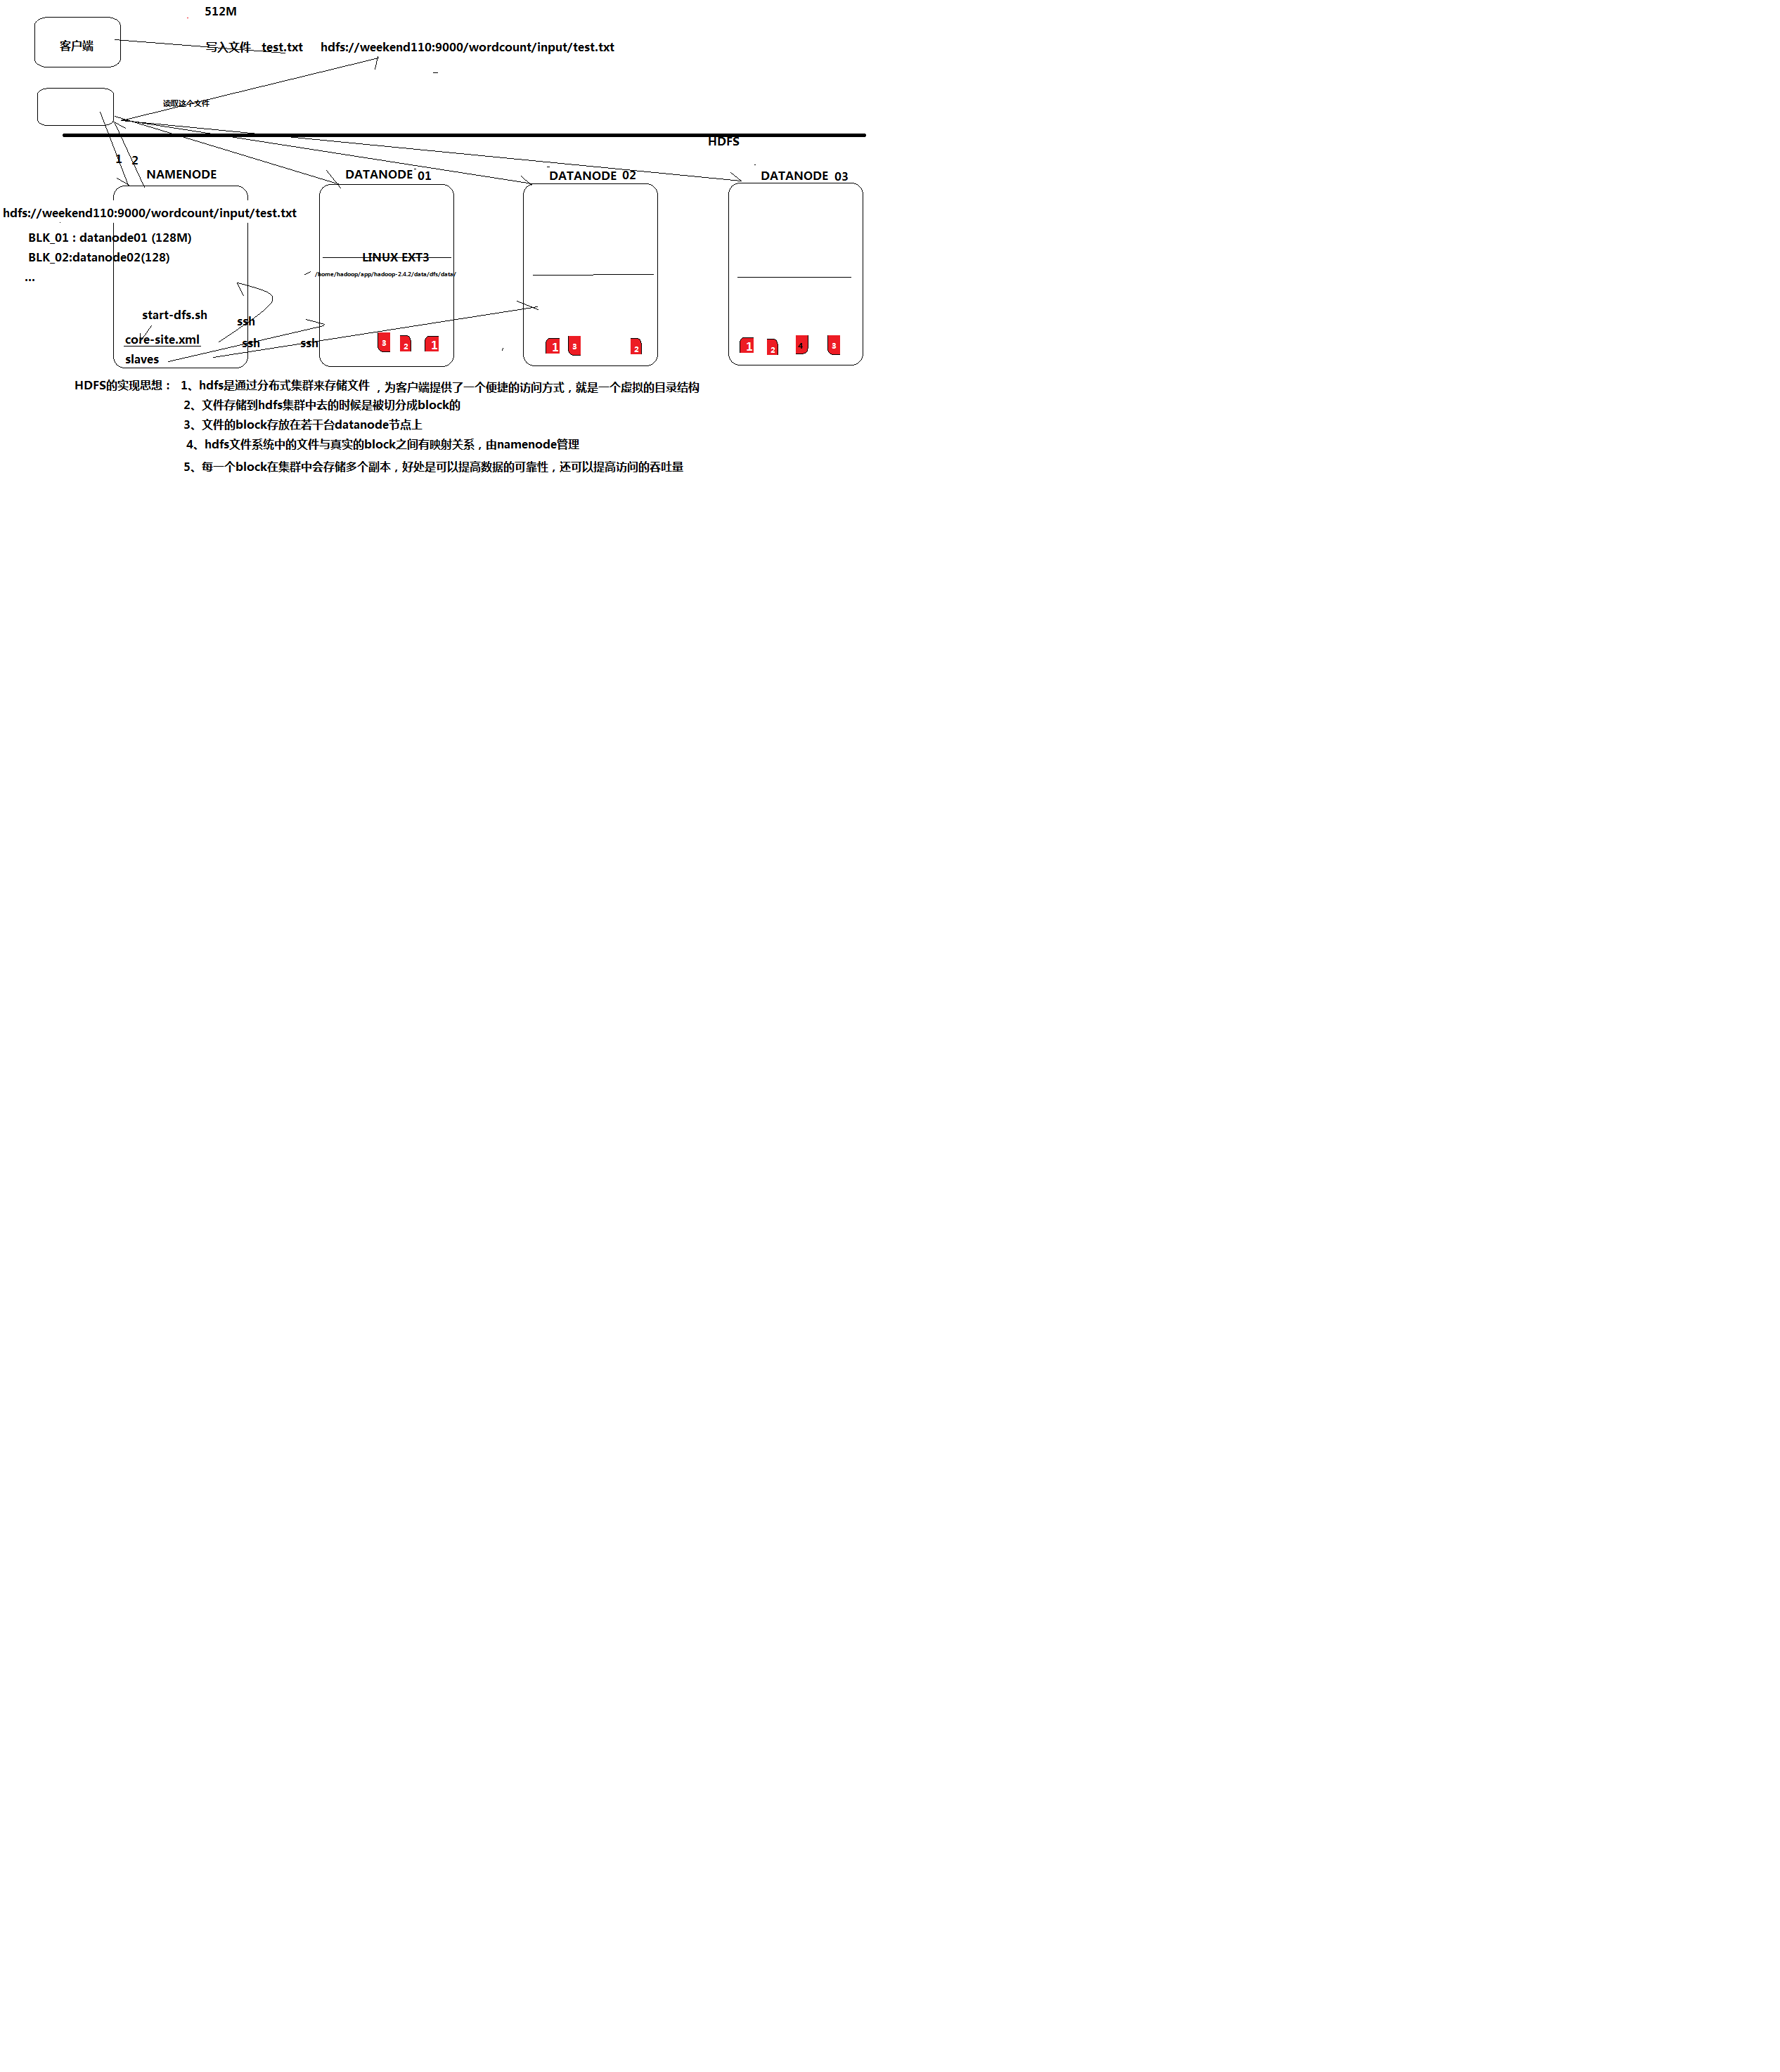 512M
客户端
写入文件 test.txt hdfs://weekend110:9000/wordcount/input/test.txt
读取这个文件
HDFS
1 2
NAMENODE DATANODE 01 DATANODE 02 DATANODE 03
hdfs://weekend110:9000/wordcount/input/test.txt
BLK_01：datanode01 (128M)
BLK_02:datanode02(128)
...
LINUX EXT3
/home/hadoop/app/hadoop-2.4.2/data/dfs/data/
start-dfs.sh
ssh
core-site.xml
ssh ssh
slaves
3 2 1
1 3 2
1 2 4 3
HDFS的实现思想： 1、hdfs是通过分布式集群来存储文件 ，为客户端提供了一个便捷的访问方式，就是一个虚拟的目录结构
2、文件存储到hdfs集群中去的时候是被切分成block的
3、文件的block存放在若干台datanode节点上
4、hdfs文件系统中的文件与真实的block之间有映射关系，由namenode管理
5、每一个block在集群中会存储多个副本，好处是可以提高数据的可靠性，还可以提高访问的吞吐量